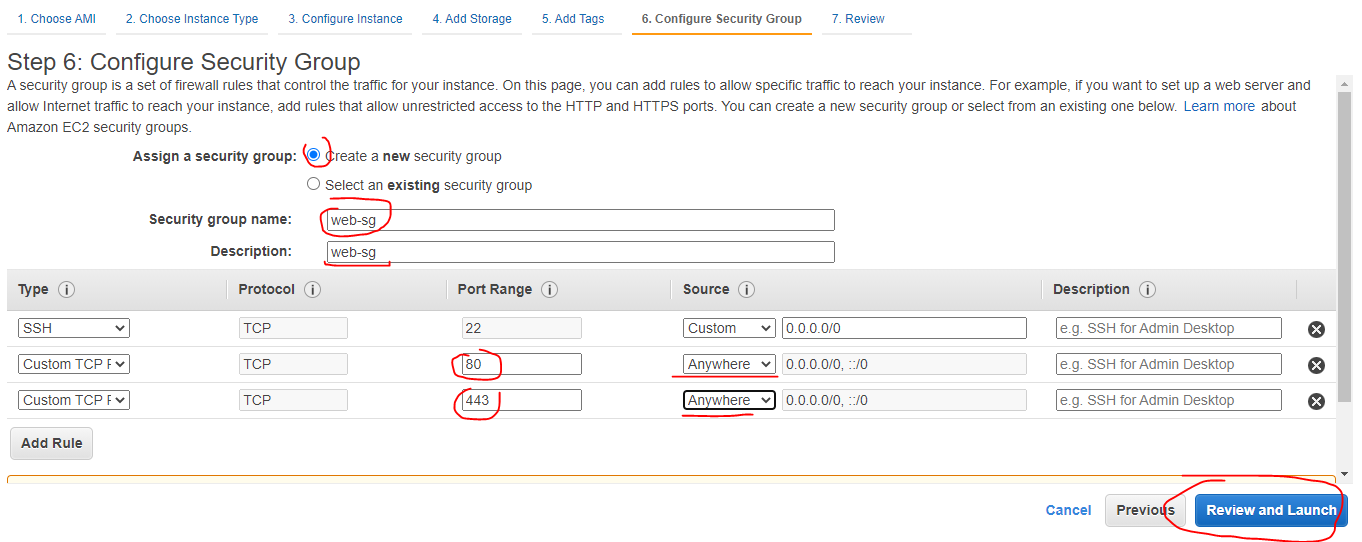 1. Choose AMI 2. Choose Instance Type 3. Configure Instance 4. Add Storage 5. Add Tags 6. Configure Security Group 7. Review
Step 6: Configure Security Group
A security group is a set of firewall rules that control the traffic for your instance. On this page, you can add rules to allow specific traffic to reach your instance. For example, if you want to set up a web server and
allow Internet traffic to reach your instance, add rules that allow unrestricted access to the HTTP and HTTPS ports. You can create a new security group or select from an existing one below. Learn more about
Amazon EC2 security groups.
Assign a security group: Create a new security group
Select an existing security group
Security group name: web-sg
Description: web-sg
Type i Protocol i Port Range i Source i Description i
SSH TCP 22 Custom 0.0.0.0/0 e.g. SSH for Admin Desktop
Custom TCP F TCP 80 Anywhere 0.0.0.0/0, ::/0 e.g. SSH for Admin Desktop
Custom TCP F TCP 443 Anywhere 0.0.0.0/0, ::/0 e.g. SSH for Admin Desktop
Add Rule
Cancel Previous Review and Launch